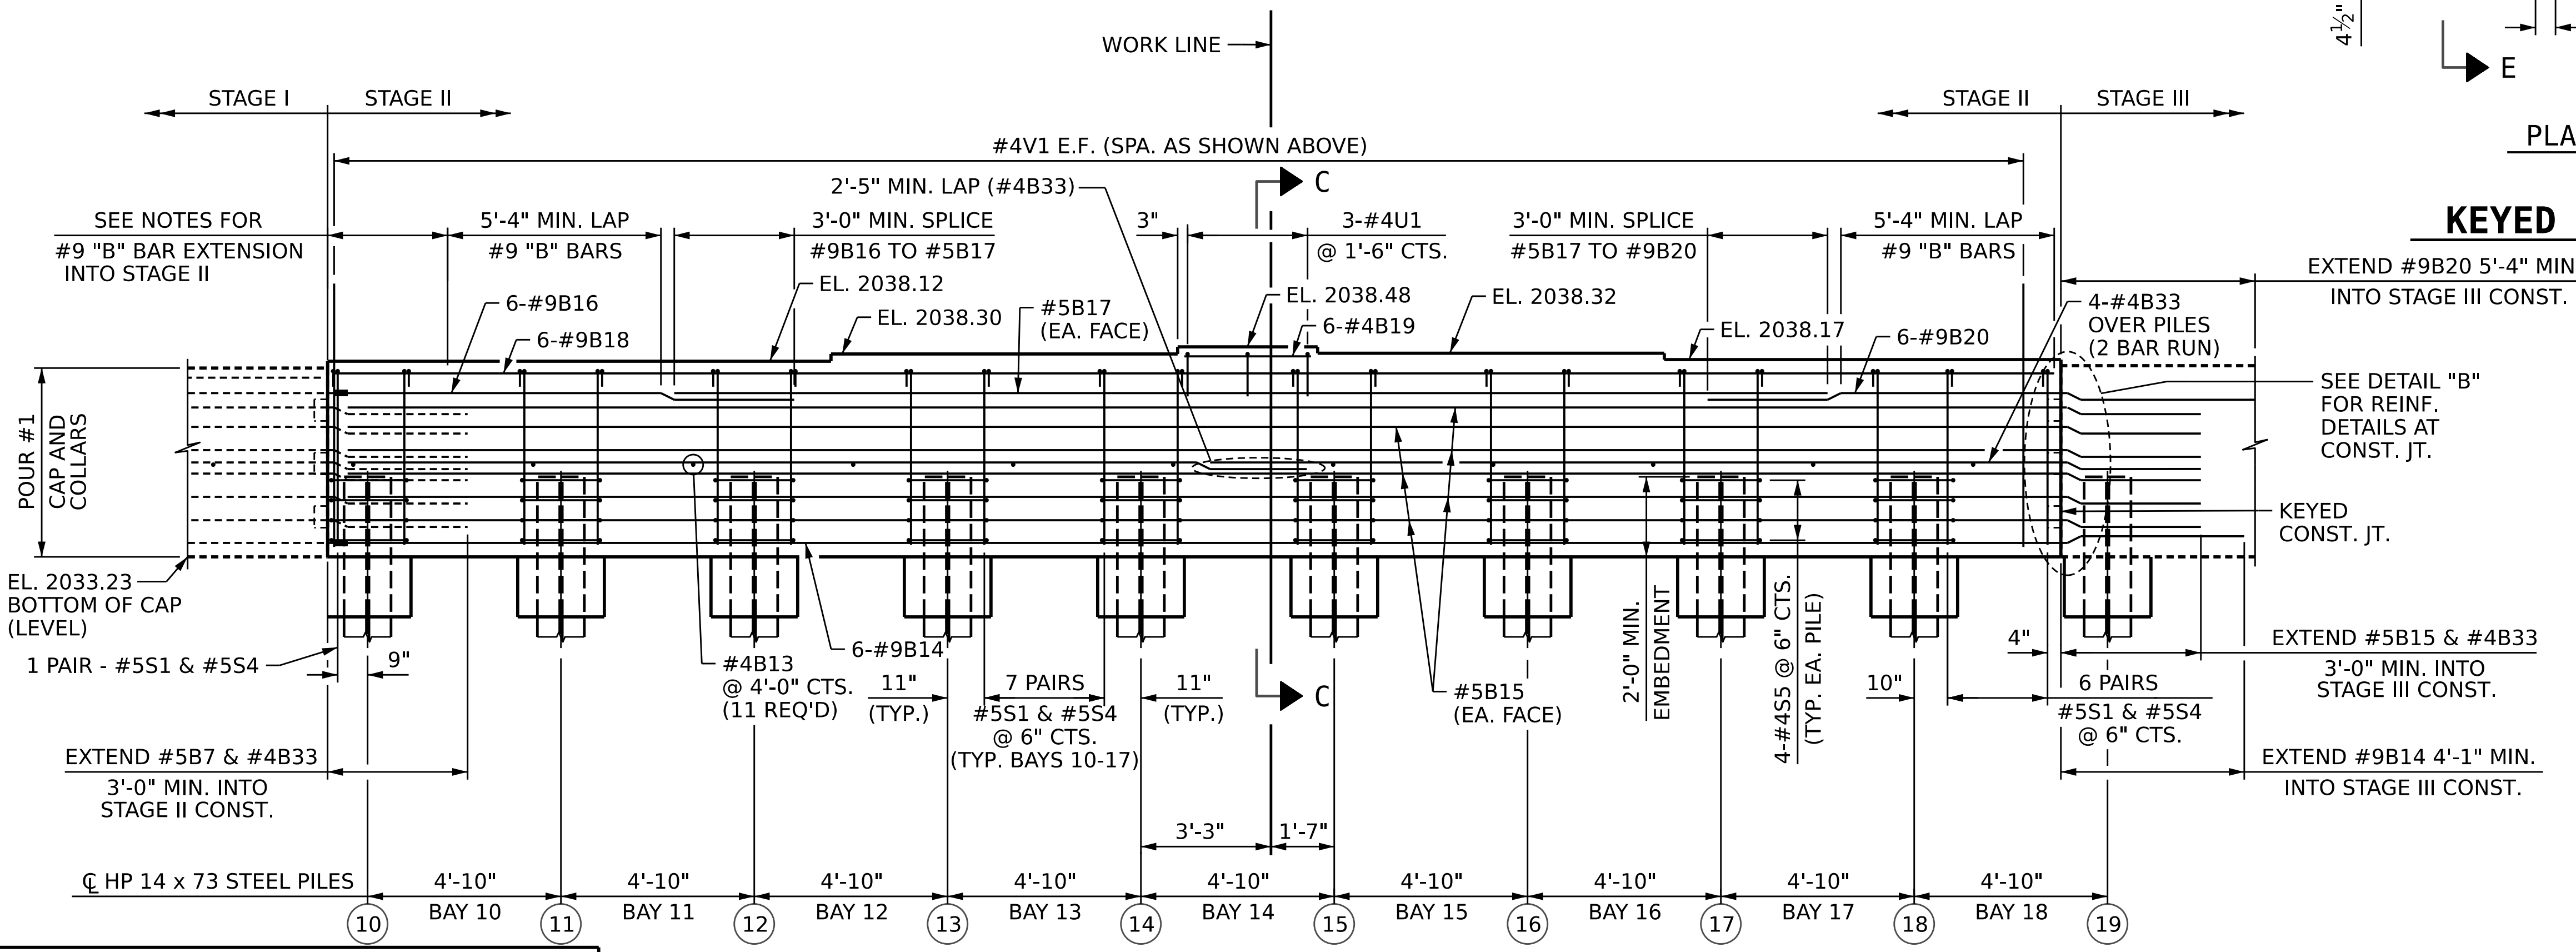 WORK LINE
4½"
E
STAGE I
STAGE II
STAGE II
STAGE III
PLA
#4V1 E.F. (SPA. AS SHOWN ABOVE)
2'-5" MIN. LAP (#4B33)
C
SEE NOTES FOR
#9 "B" BAR EXTENSION
INTO STAGE II
5'-4" MIN. LAP
#9 "B" BARS
3'-0" MIN. SPLICE
#9B16 TO #5B17
3"
3-#4U1
@ 1'-6" CTS.
3'-0" MIN. SPLICE
#5B17 TO #9B20
5'-4" MIN. LAP
#9 "B" BARS
KEYED
EXTEND #9B20 5'-4" MIN
INTO STAGE III CONST.
EL. 2038.12
6-#9B16
6-#9B18
EL. 2038.30
#5B17
(EA. FACE)
EL. 2038.48
6-#4B19
EL. 2038.32
EL. 2038.17
6-#9B20
4-#4B33
OVER PILES
(2 BAR RUN)
SEE DETAIL "B"
FOR REINF.
DETAILS AT
CONST. JT.
POUR #1
CAP AND
COLLARS
KEYED
CONST. JT.
EL. 2033.23
BOTTOM OF CAP
(LEVEL)
1 PAIR - #5S1 & #5S4
9"
#4B13
@ 4'-0" CTS.
(11 REQ'D)
6-#9B14
11"
(TYP.)
7 PAIRS
#5S1 & #5S4
@ 6" CTS.
(TYP. BAYS 10-17)
11"
(TYP.)
C
#5B15
(EA. FACE)
2'-0" MIN.
EMBEDMENT
4-#4S5 @ 6" CTS.
(TYP. EA. PILE)
10"
4"
6 PAIRS
#5S1 & #5S4
@ 6" CTS.
EXTEND #5B15 & #4B33
3'-0" MIN. INTO
STAGE III CONST.
EXTEND #5B7 & #4B33
3'-0" MIN. INTO
STAGE II CONST.
EXTEND #9B14 4'-1" MIN.
INTO STAGE III CONST.
3'-3"
1'-7"
℄ HP 14 x 73 STEEL PILES
4'-10"
4'-10"
4'-10"
4'-10"
4'-10"
4'-10"
4'-10"
4'-10"
4'-10"
BAY 10
BAY 11
BAY 12
BAY 13
BAY 14
BAY 15
BAY 16
BAY 17
BAY 18
10
11
12
13
14
15
16
17
18
19